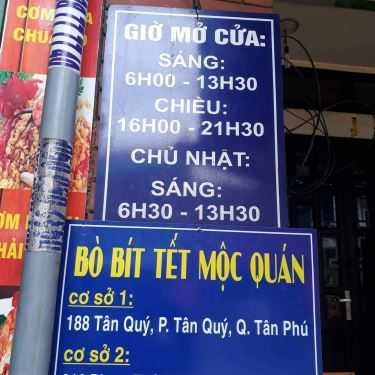 GIỜ MỞ CỬA:
SÁNG:
6H00 - 13H30
CHIỀU:
16H00 - 21H30
CHỦ NHẬT:
SÁNG:
6H30 - 13H30
BÒ BÍT TẾT MỘC QUÁN
cơ sở 1:
188 Tân Quý, P. Tân Quý, Q. Tân Phú
cơ sở 2:
CƠM